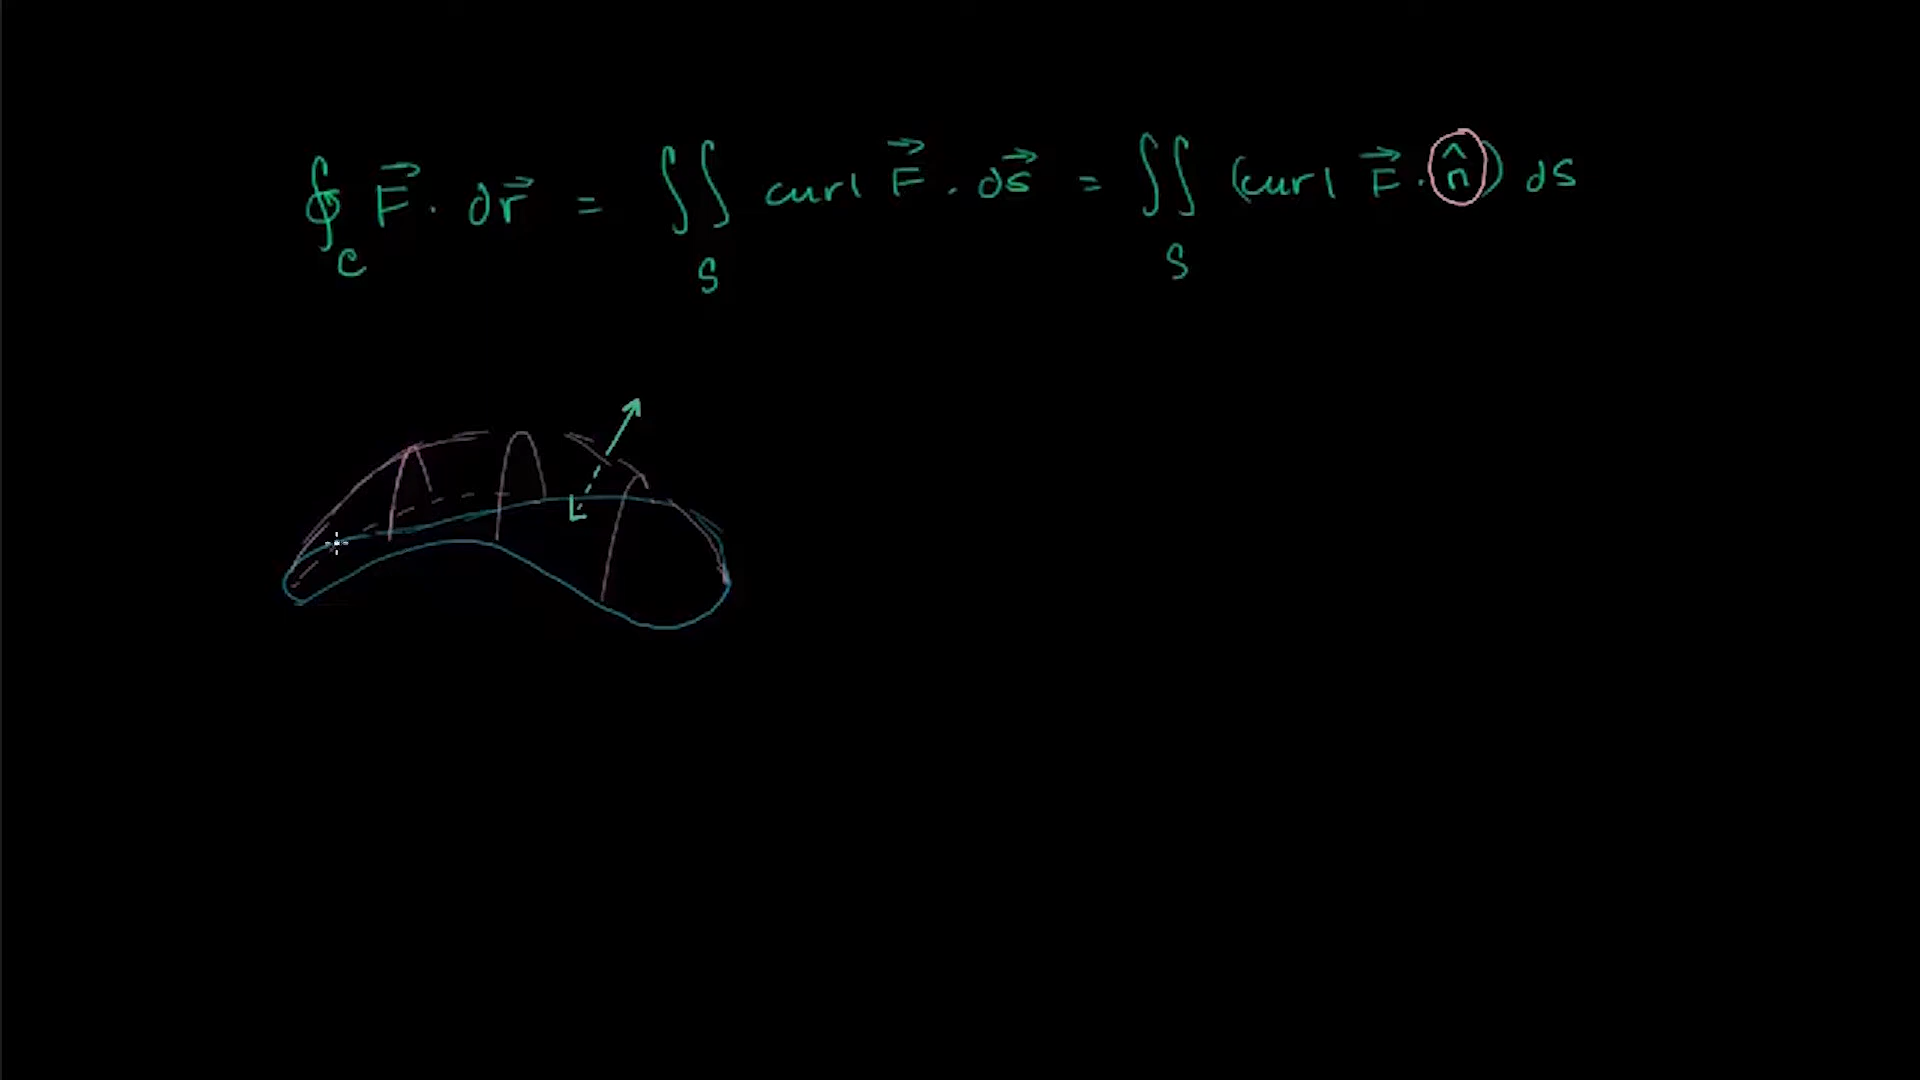 ∮_C F⃗ · dr⃗ = ∬_S curl F⃗ · ds⃗ = ∬_S (curl F⃗ · n̂) ds